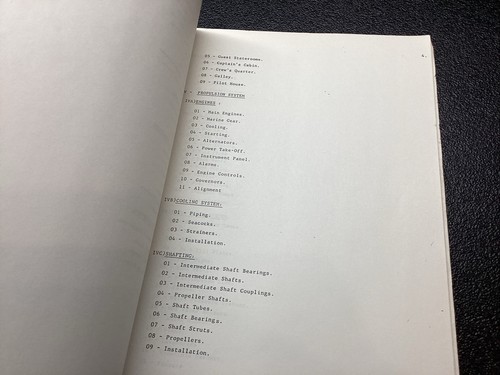 4.
05 - Guest Staterooms.
06 - Captain's Cabin.
07 - Crew's Quarter.
08 - Galley.
09 - Pilot House.
- PROPULSION SYSTEM
ENGINES -
01 - Main Engines.
02 - Marine Gear.
03 - Cooling.
04 - Starting.
05 - Alternators.
06 - Power Take-Off.
07 - Instrument Panel.
08 - Alarms.
09 - Engine Controls.
10 - Governors.
11 - Alignment
COOLING SYSTEM.
01 - Piping.
02 - Seacocks.
03 - Strainers.
04 - Installation.
SHAFTING.
01 - Intermediate Shaft Bearings.
02 - Intermediate Shafts.
03 - Intermediate Shaft Couplings.
04 - Propeller Shafts.
05 - Shaft Tubes.
06 - Shaft Bearings.
07 - Shaft Struts.
08 - Propellers.
09 - Installation.